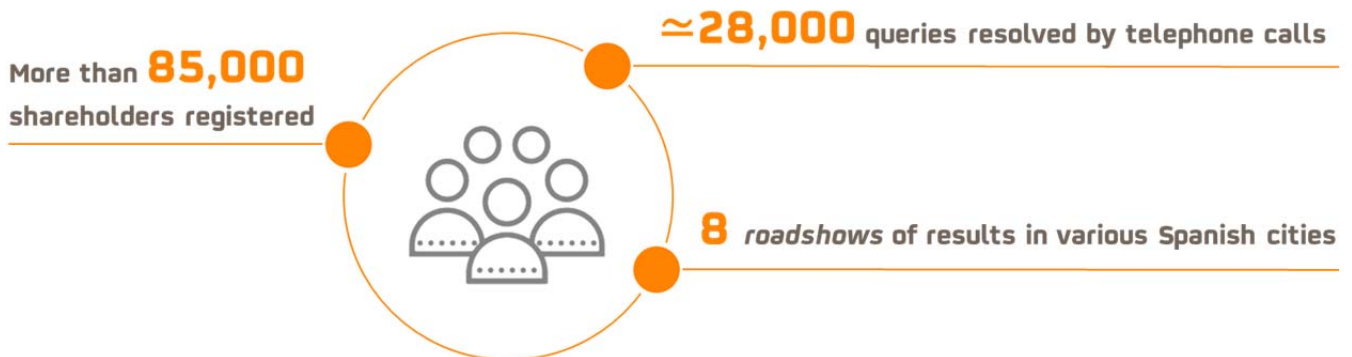 More than 85,000
shareholders registered
≃28,000 queries resolved by telephone calls
8 roadshows of results in various Spanish cities